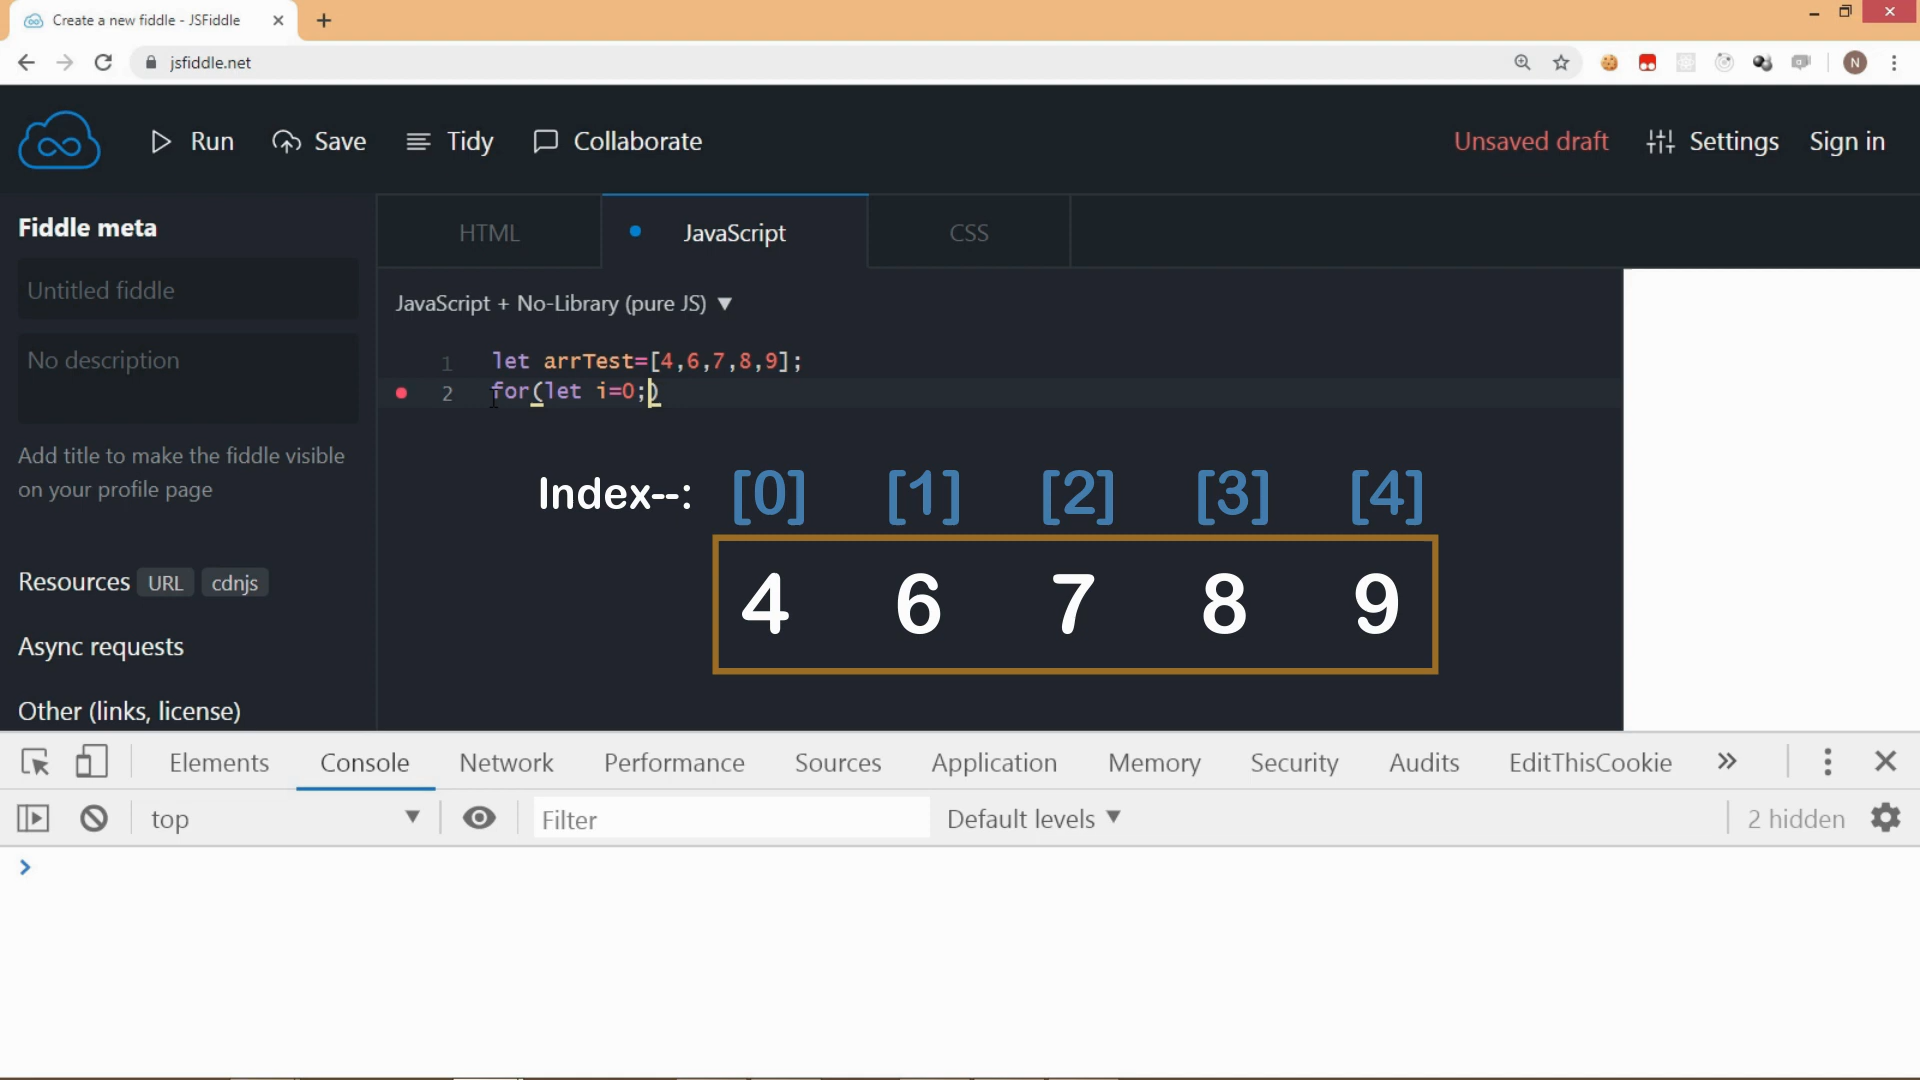 Create a new fiddle - JSFiddle
jsfiddle.net
N
Run Save Tidy Collaborate Unsaved draft Settings Sign in
Fiddle meta
HTML JavaScript CSS
Untitled fiddle
JavaScript + No-Library (pure JS) ▼
No description
1 let arrTest=[4,6,7,8,9];
2 for(let i=0;)
Add title to make the fiddle visible
on your profile page
Index--: [0] [1] [2] [3] [4]
4 6 7 8 9
Resources URL cdnjs
Async requests
Other (links, license)
Elements Console Network Performance Sources Application Memory Security Audits EditThisCookie »
top ▼ Filter Default levels ▼ 2 hidden